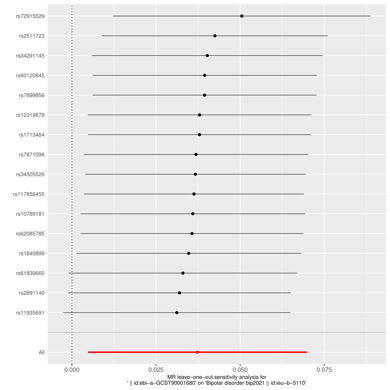 rs72915529
rs2511723
rs34291145
rs60120845
rs7899856
rs12319878
rs1713484
rs7871096
rs34505526
rs117858455
rs10789181
rs62085785
rs1840899
rs61839660
rs2891140
rs11935691
All
0.000 0.025 0.050 0.075
MR leave−one−out sensitivity analysis for
' || id:ebi−a−GCST90001680' on 'Bipolar disorder bip2021 || id:ieu−b−5110'